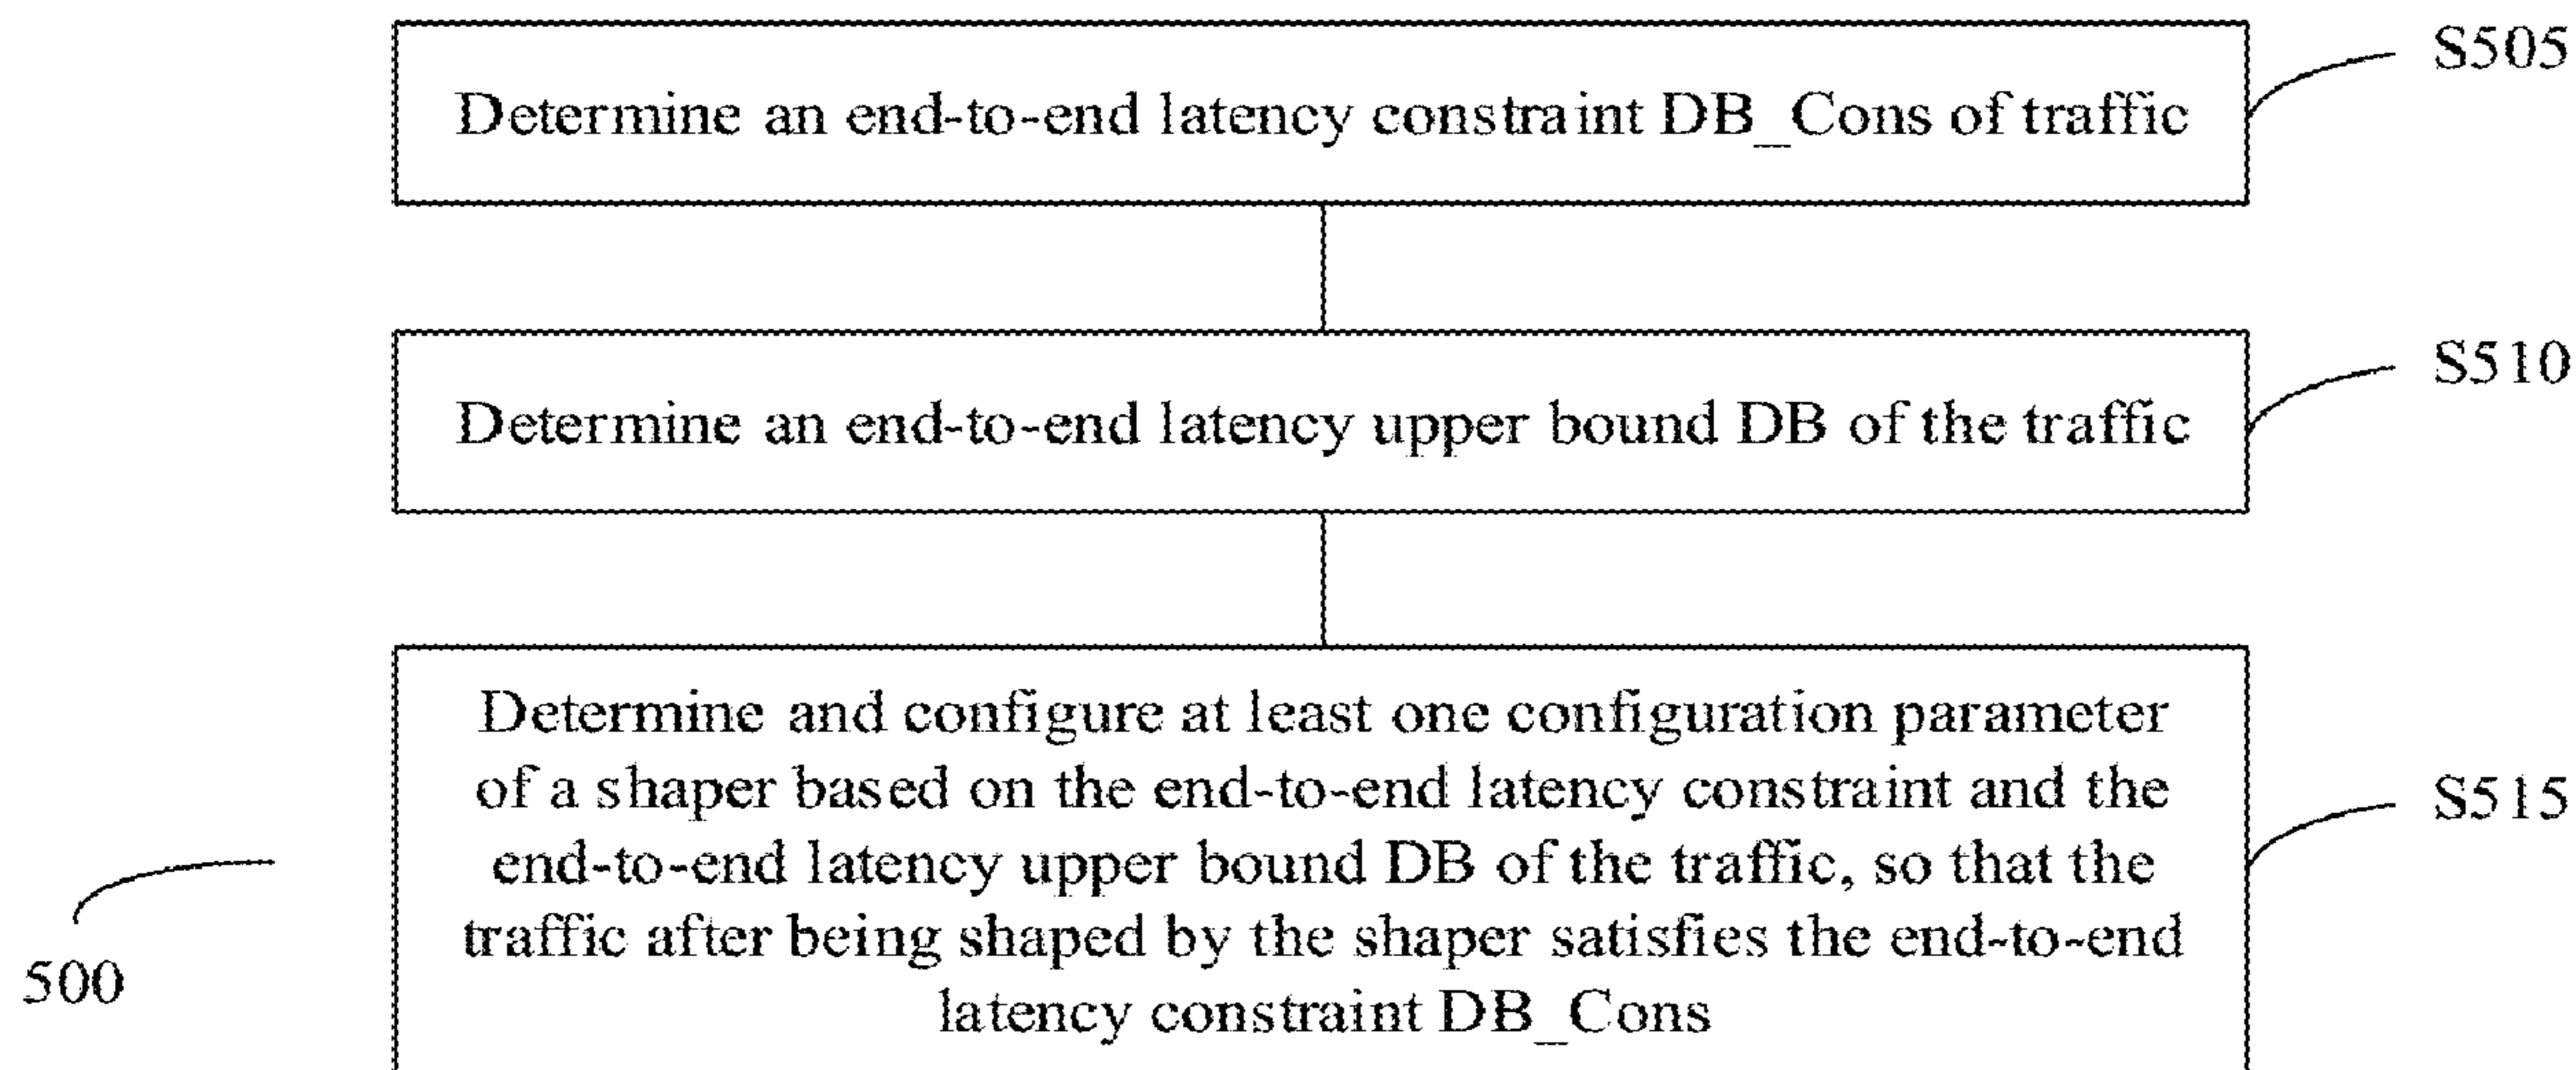 Determine an end-to-end latency constraint DB_Cons of traffic
S505
Determine an end-to-end latency upper bound DB of the traffic
S510
Determine and configure at least one configuration parameter
of a shaper based on the end-to-end latency constraint and the
end-to-end latency upper bound DB of the traffic, so that the
traffic after being shaped by the shaper satisfies the end-to-end
latency constraint DB_Cons
S515
500